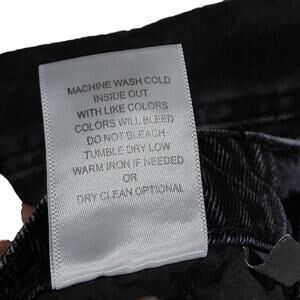 MACHINE WASH COLD
INSIDE OUT
WITH LIKE COLORS
COLORS WILL BLEED
DO NOT BLEACH
TUMBLE DRY LOW
WARM IRON IF NEEDED
OR
DRY CLEAN OPTIONAL